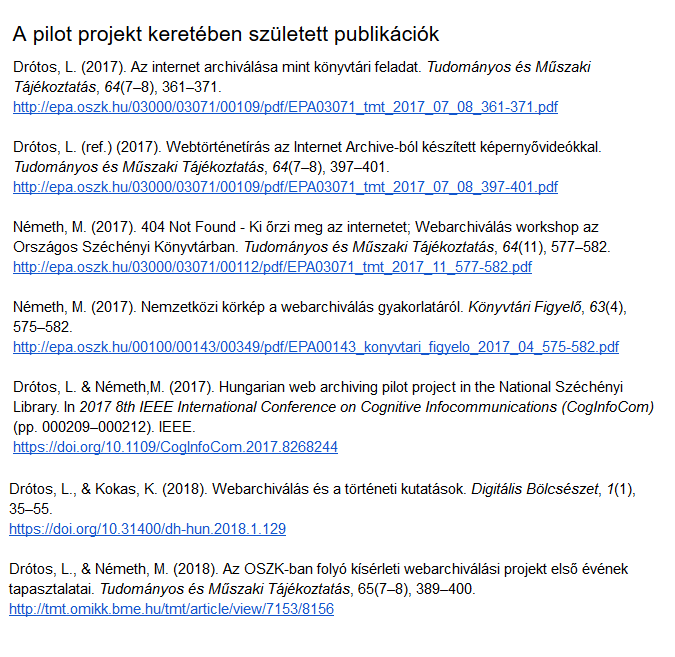 A pilot projekt keretében született publikációk
Drótos, L. (2017). Az internet archiválása mint könyvtári feladat. Tudományos és Műszaki
Tájékoztatás, 64(7–8), 361–371.
http://epa.oszk.hu/03000/03071/00109/pdf/EPA03071_tmt_2017_07_08_361-371.pdf
Drótos, L. (ref.) (2017). Webtörténetírás az Internet Archive-ból készített képernyővideókkal.
Tudományos és Műszaki Tájékoztatás, 64(7–8), 397–401.
http://epa.oszk.hu/03000/03071/00109/pdf/EPA03071_tmt_2017_07_08_397-401.pdf
Németh, M. (2017). 404 Not Found - Ki őrzi meg az internetet; Webarchiválás workshop az
Országos Széchényi Könyvtárban. Tudományos és Műszaki Tájékoztatás, 64(11), 577–582.
http://epa.oszk.hu/03000/03071/00112/pdf/EPA03071_tmt_2017_11_577-582.pdf
Németh, M. (2017). Nemzetközi körkép a webarchiválás gyakorlatáról. Könyvtári Figyelő, 63(4),
575–582.
http://epa.oszk.hu/00100/00143/00349/pdf/EPA00143_konyvtari_figyelo_2017_04_575-582.pdf
Drótos, L. & Németh,M. (2017). Hungarian web archiving pilot project in the National Széchényi
Library. In 2017 8th IEEE International Conference on Cognitive Infocommunications (CogInfoCom)
(pp. 000209–000212). IEEE.
https://doi.org/10.1109/CogInfoCom.2017.8268244
Drótos, L., & Kokas, K. (2018). Webarchiválás és a történeti kutatások. Digitális Bölcsészet, 1(1),
35–55.
https://doi.org/10.31400/dh-hun.2018.1.129
Drótos, L., & Németh, M. (2018). Az OSZK-ban folyó kísérleti webarchiválási projekt első évének
tapasztalatai. Tudományos és Műszaki Tájékoztatás, 65(7–8), 389–400.
http://tmt.omikk.bme.hu/tmt/article/view/7153/8156